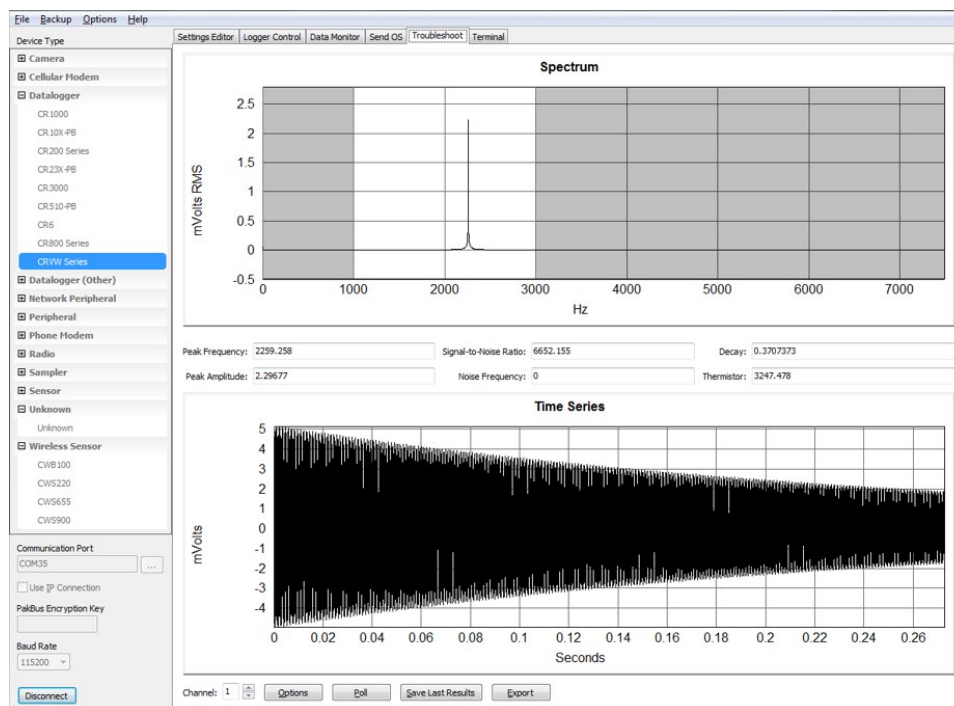 File Backup Options Help
Device Type
Camera
Cellular Modem
Datalogger
CR1000
CR10X-PB
CR200 Series
CR23X-PB
CR3000
CR510-PB
CR6
CR800 Series
CRVW Series
Datalogger (Other)
Network Peripheral
Peripheral
Phone Modem
Radio
Sampler
Sensor
Unknown
Unknown
Wireless Sensor
CWB100
CWS220
CWS655
CWS900
Communication Port
COM35
...
Use IP Connection
PakBus Encryption Key
Baud Rate
115200
Disconnect
Settings Editor Logger Control Data Monitor Send OS Troubleshoot Terminal
Spectrum
mVolts RMS
2.5
2
1.5
1
0.5
0
-0.5
0 1000 2000 3000 4000 5000 6000 7000
Hz
Peak Frequency: 2259.258 Signal-to-Noise Ratio: 6652.155 Decay: 0.3707373
Peak Amplitude: 2.29677 Noise Frequency: 0 Thermistor: 3247.478
Time Series
mVolts
5
4
3
2
1
0
-1
-2
-3
-4
0 0.02 0.04 0.06 0.08 0.1 0.12 0.14 0.16 0.18 0.2 0.22 0.24 0.26
Seconds
Channel: 1 Options Poll Save Last Results Export